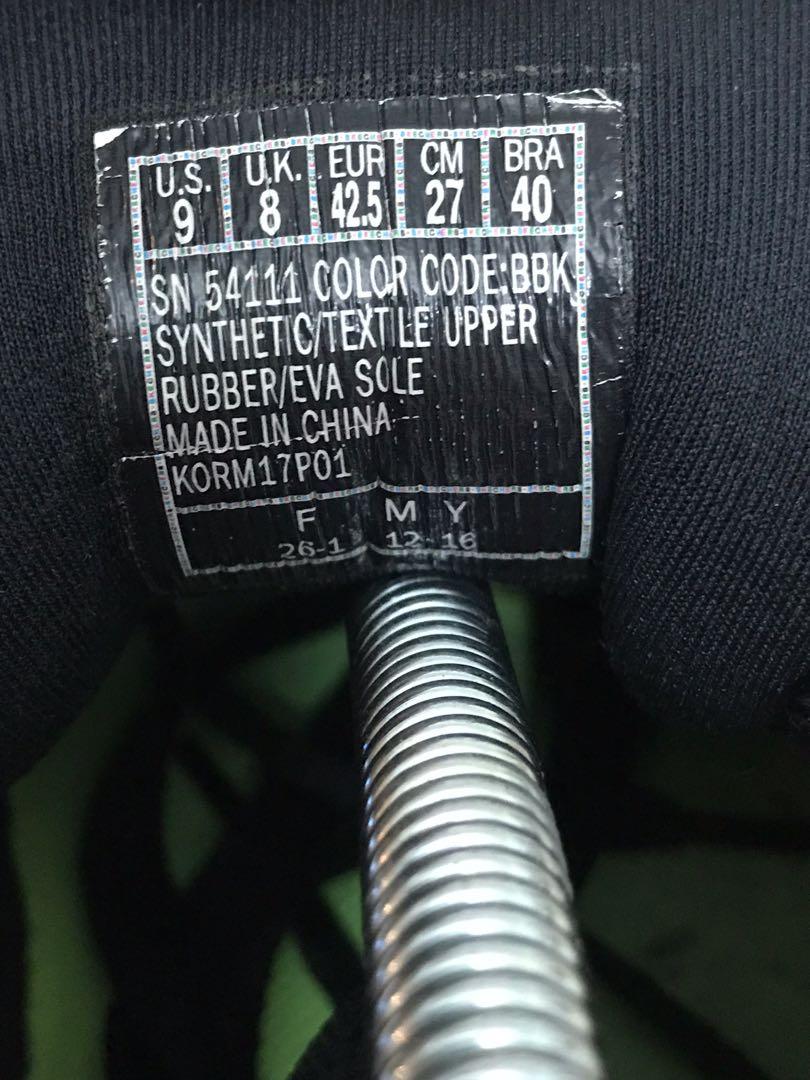 U.S. U.K. EUR CM BRA
9 8 42.5 27 40
SN 54111 COLOR CODE:BBK
SYNTHETIC/TEXTILE UPPER
RUBBER/EVA SOLE
MADE IN CHINA
KORM17P01
F M Y
26-1 12-16